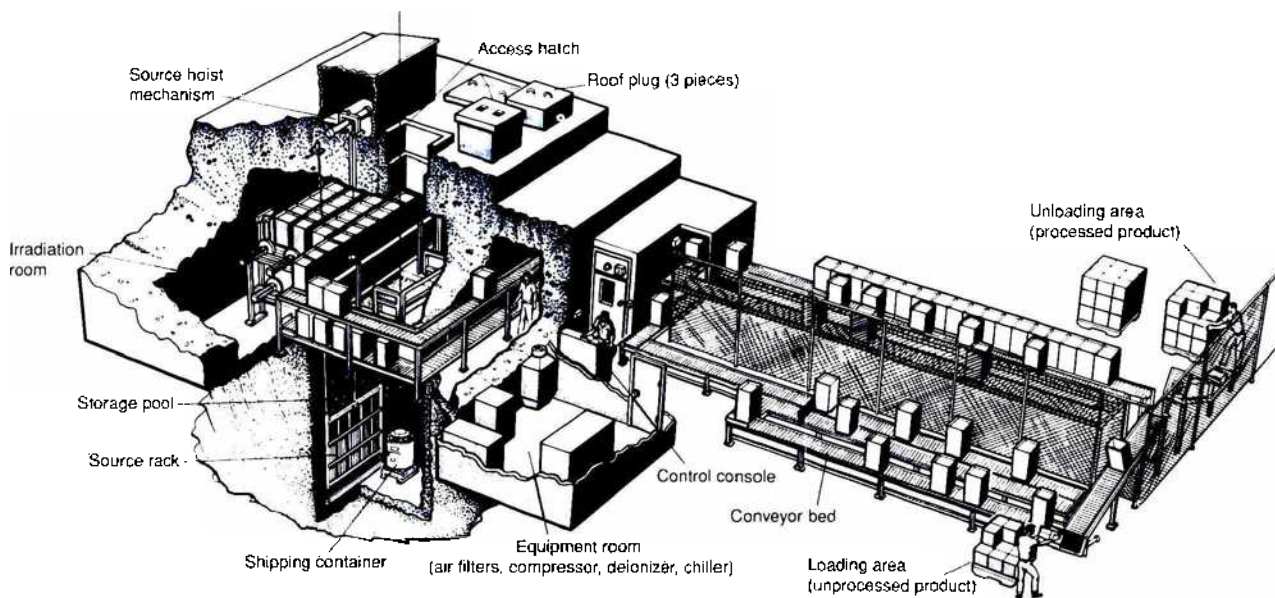 Access hatch
Source hoist
mechanism
Roof plug (3 pieces)
Unloading area
(processed product)
Irradiation
room
Storage pool
Source rack
Control console
Conveyor bed
Shipping container
Equipment room
(air filters, compressor, deionizer, chiller)
Loading area
(unprocessed product)